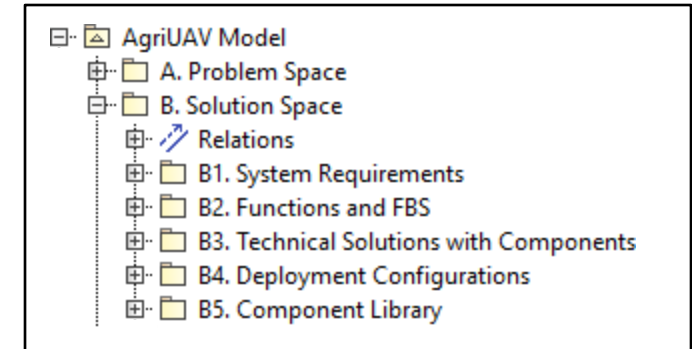 AgriUAV Model
A. Problem Space
B. Solution Space
Relations
B1. System Requirements
B2. Functions and FBS
B3. Technical Solutions with Components
B4. Deployment Configurations
B5. Component Library